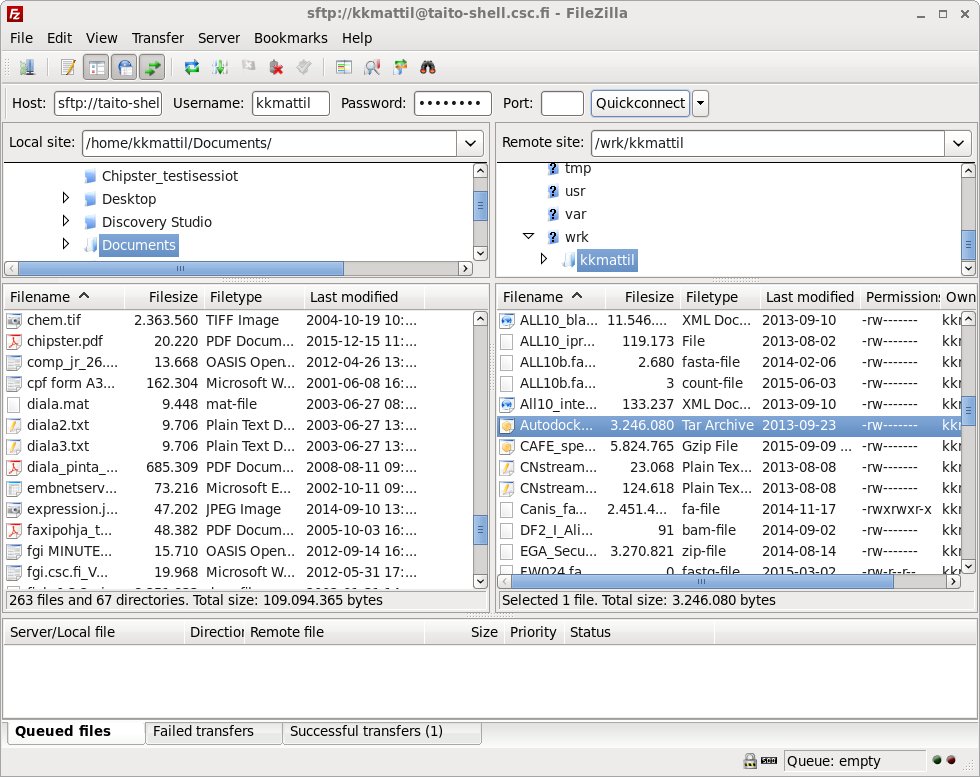 sftp://kkmattil@taito-shell.csc.fi - FileZilla
File Edit View Transfer Server Bookmarks Help
Host: sftp://taito-shel Username: kkmattil Password: •••••••• Port: Quickconnect
Local site: /home/kkmattil/Documents/
Chipster_testisessiot
Desktop
Discovery Studio
Documents
Remote site: /wrk/kkmattil
tmp
usr
var
wrk
kkmattil
Filename Filesize Filetype Last modified
chem.tif 2.363.560 TIFF Image 2004-10-19 10:...
chipster.pdf 20.220 PDF Docum... 2015-12-15 11:...
comp_jr_26.... 13.668 OASIS Open... 2012-04-26 13:...
cpf form A3... 162.304 Microsoft W... 2001-06-08 16:...
diala.mat 9.448 mat-file 2003-06-27 08:...
diala2.txt 9.706 Plain Text D... 2003-06-27 13:...
diala3.txt 9.706 Plain Text D... 2003-06-27 13:...
diala_pinta_... 685.309 PDF Docum... 2008-08-11 09:...
embnetserv... 73.216 Microsoft E... 2002-10-11 09:...
expression.j... 47.202 JPEG Image 2014-09-10 13:...
faxipohja_t... 48.382 PDF Docum... 2005-10-03 16:...
fgi MINUTE... 15.710 OASIS Open... 2012-09-14 16:...
fgi.csc.fi_V... 19.968 Microsoft W... 2012-05-31 17:...
263 files and 67 directories. Total size: 109.094.365 bytes
Filename Filesize Filetype Last modified Permissions Own
ALL10_bla... 11.546.... XML Doc... 2013-09-10 -rw------- kkr
ALL10_ipr... 119.173 File 2013-08-02 -rw------- kkr
ALL10b.fa... 2.680 fasta-file 2014-02-06 -rw------- kkr
ALL10b.fa... 3 count-file 2015-06-03 -rw------- kkr
All10_inte... 133.237 XML Doc... 2013-09-10 -rw------- kkr
Autodock... 3.246.080 Tar Archive 2013-09-23 -rw------- kkr
CAFE_spe... 5.824.765 Gzip File 2015-09-09 ... -rw------- kkr
CNstream... 23.068 Plain Tex... 2013-08-08 -rw------- kkr
CNstream... 124.618 Plain Tex... 2013-08-08 -rw------- kkr
Canis_fa... 2.451.4... fa-file 2014-11-17 -rwxrwxr-x kkr
DF2_I_Ali... 91 bam-file 2014-09-02 -rw------- kkr
EGA_Secu... 3.270.821 zip-file 2014-08-14 -rw------- kkr
EW024.fa... 0 fastq-file 2015-03-02 -rw-r--r-- kkr
Selected 1 file. Total size: 3.246.080 bytes
Server/Local file Direction Remote file Size Priority Status
Queued files Failed transfers Successful transfers (1)
Queue: empty